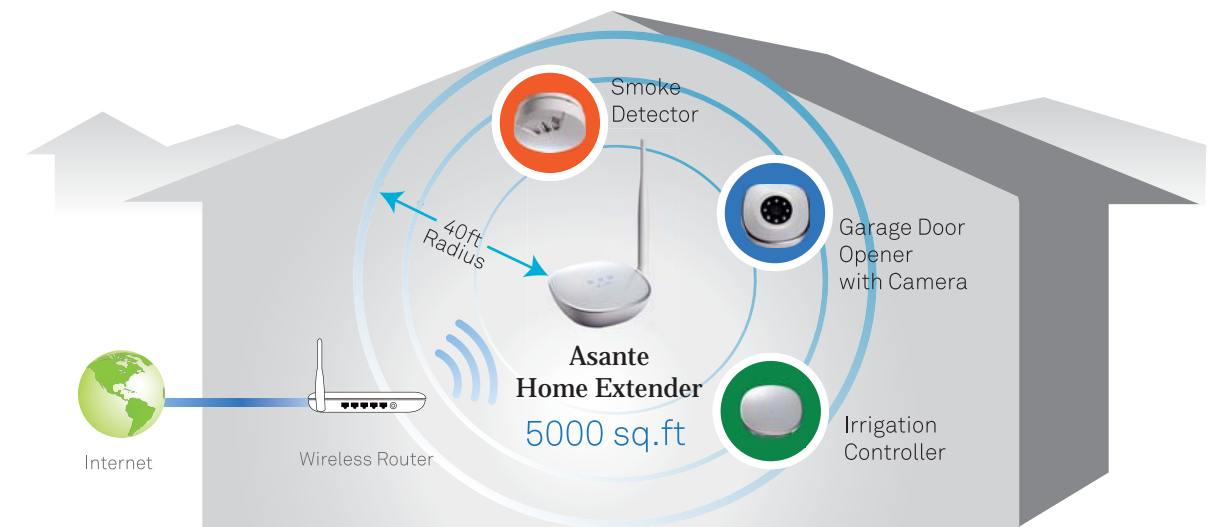 Smoke
Detector
40ft
Radius
Garage Door
Opener
with Camera
Asante
Home Extender
5000 sq.ft
Irrigation
Controller
Internet
Wireless Router